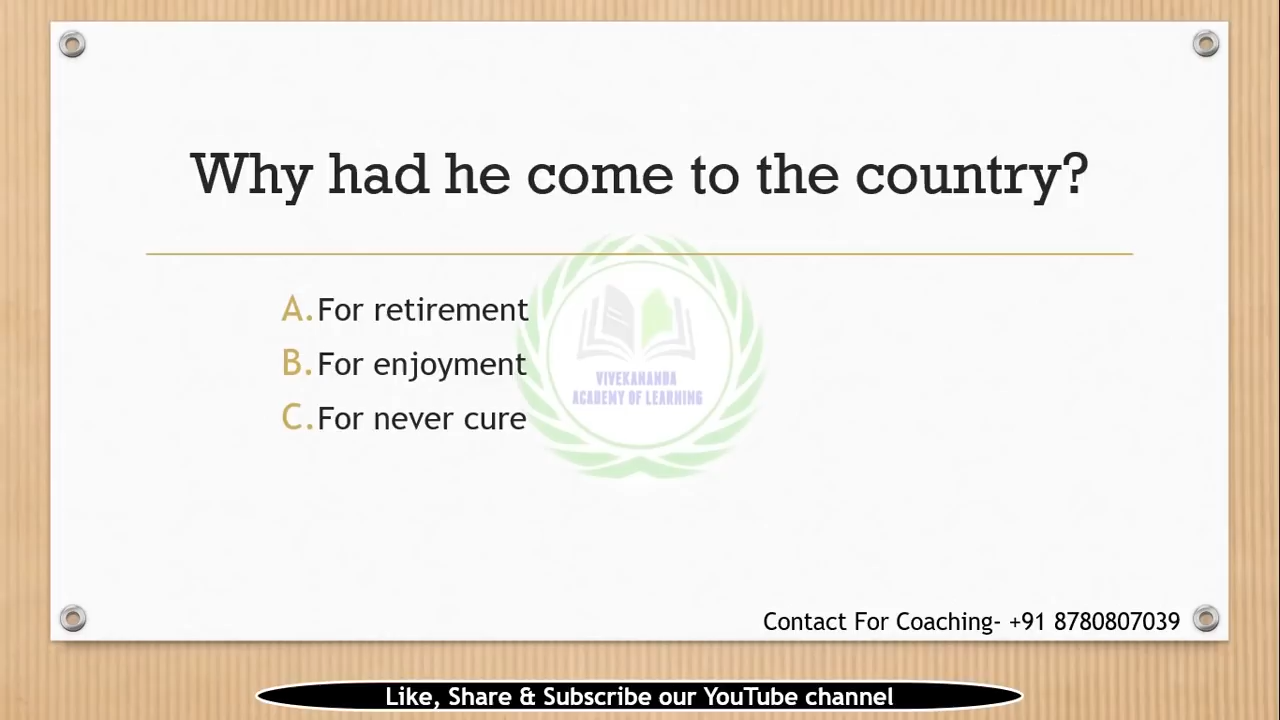 Why had he come to the country?
A. For retirement
B. For enjoyment
C. For never cure
VIVEKANANDA
ACADEMY OF LEARNING
Contact For Coaching- +91 8780807039
Like, Share & Subscribe our YouTube channel